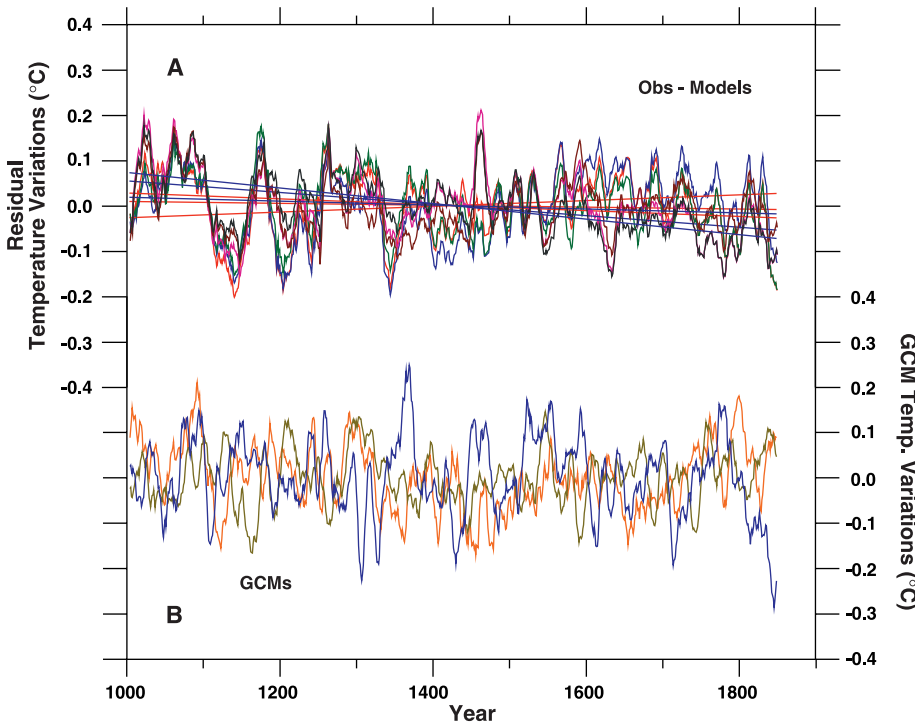 A
Obs - Models
Residual
Temperature Variations (°C)
0.4
0.3
0.2
0.1
0.0
-0.1
-0.2
-0.3
-0.4
0.4
0.3
0.2
0.1
0.0
-0.1
-0.2
-0.3
-0.4
GCM Temp. Variations (°C)
GCMs
B
1000 1200 1400 1600 1800
Year